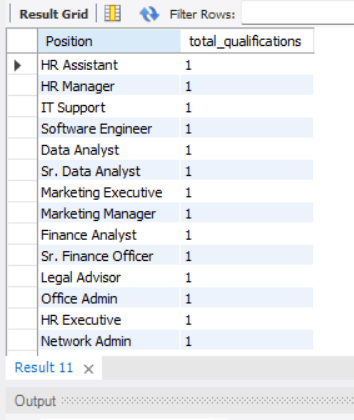 Result Grid Filter Rows:
Position total_qualifications
HR Assistant 1
HR Manager 1
IT Support 1
Software Engineer 1
Data Analyst 1
Sr. Data Analyst 1
Marketing Executive 1
Marketing Manager 1
Finance Analyst 1
Sr. Finance Officer 1
Legal Advisor 1
Office Admin 1
HR Executive 1
Network Admin 1
Result 11 ×
Output